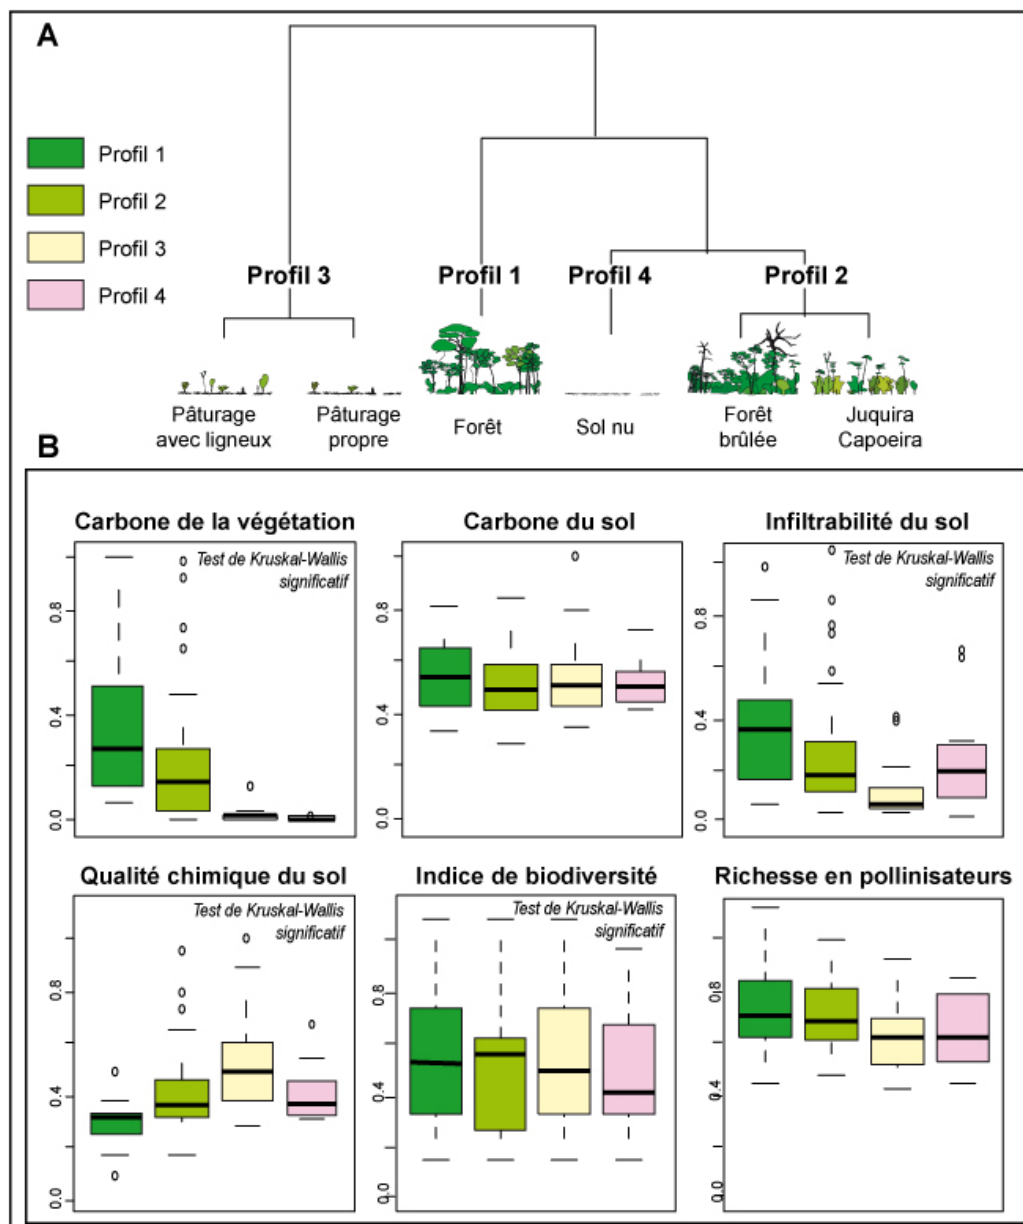 A
Profil 1
Profil 2
Profil 3
Profil 4
Profil 3
Profil 1
Profil 4
Profil 2
Pâturage
avec ligneux
Pâturage
propre
Forêt
Sol nu
Forêt
brûlée
Juquira
Capoeira
B
Carbone de la végétation
Test de Kruskal-Wallis
significatif
0.8
0.4
0.0
Carbone du sol
0.8
0.4
0.0
Infiltrabilité du sol
Test de Kruskal-Wallis
significatif
0.8
0.4
0.0
Qualité chimique du sol
Test de Kruskal-Wallis
significatif
0.8
0.4
0.0
Indice de biodiversité
Test de Kruskal-Wallis
significatif
0.8
0.4
0.0
Richesse en pollinisateurs
0.8
0.4
0.0